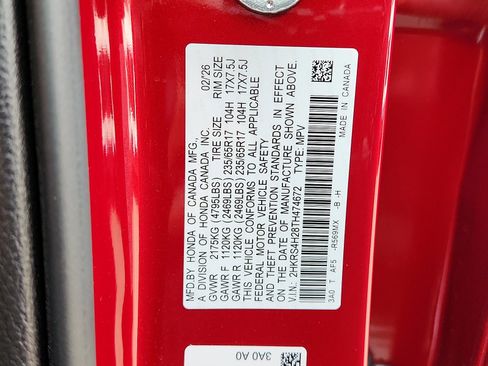 MFD.BY HONDA OF CANADA MFG, 02/26
A DIVISION OF HONDA CANADA INC.
GVWR 2175KG (4795LBS) TIRE SIZE RIM SIZE
GAWR F 1120KG (2469LBS) 235/65R17 104H 17X7.5J
GAWR R 1120KG (2469LBS) 235/65R17 104H 17X7.5J
THIS VEHICLE CONFORMS TO ALL APPLICABLE
FEDERAL MOTOR VEHICLE SAFETY
AND THEFT PREVENTION STANDARDS IN EFFECT
ON THE DATE OF MANUFACTURE SHOWN ABOVE.
V.I.N.: 2HKRS4H28TH474672 TYPE: MPV
3A0 T AF5 -R569MX -B -H MADE IN CANADA
3A0 A0